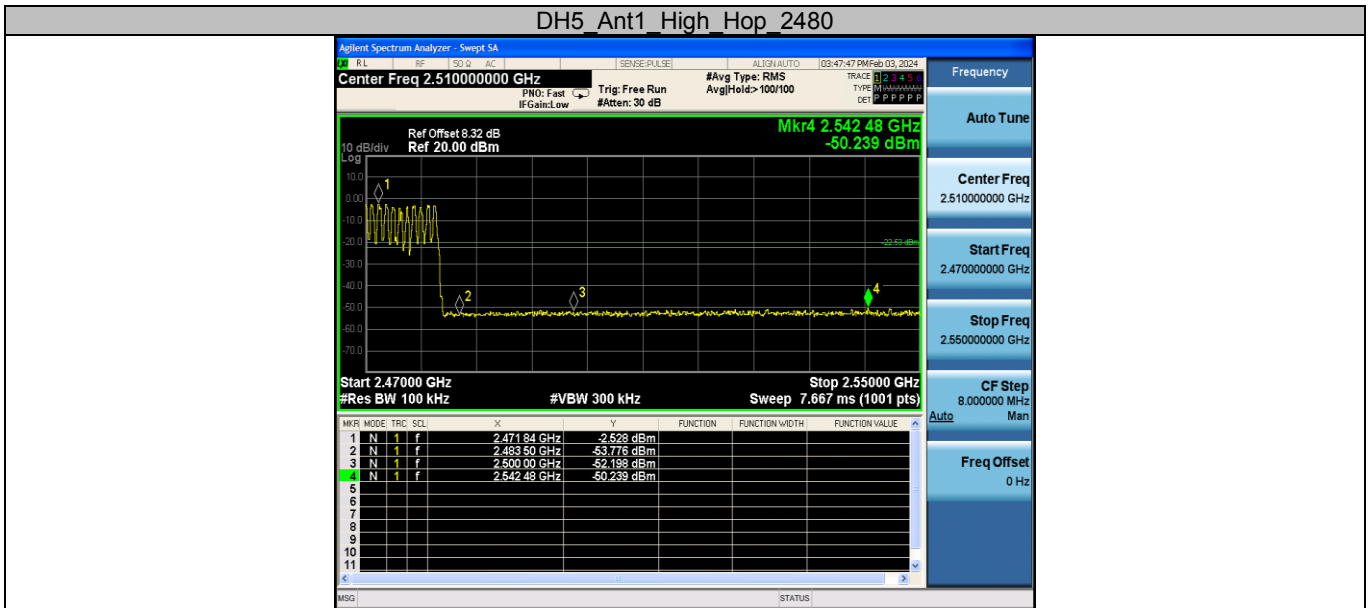 DH5_Ant1_High_Hop_2480
Agilent Spectrum Analyzer - Swept SA
RL RF 50 Ω AC SENSE:PULSE ALIGNAUTO 03:47:47 PM Feb 03, 2024
Center Freq 2.510000000 GHz
PNO: Fast
IFGain:Low
Trig: Free Run
#Atten: 30 dB
#Avg Type: RMS
Avg|Hold:> 100/100
TRACE 1 2 3 4 5 6
TYPE M
DET P P P P P P
Frequency
Auto Tune
Center Freq
2.510000000 GHz
Start Freq
2.470000000 GHz
Stop Freq
2.550000000 GHz
CF Step
8.000000 MHz
Auto Man
Freq Offset
0 Hz
Mkr4 2.542 48 GHz
-50.239 dBm
Ref Offset 8.32 dB
10 dB/div Ref 20.00 dBm
Log
10.0
0.00
-10.0
-20.0
-30.0
-40.0
-50.0
-60.0
-70.0
1
2
3
4
-22.53 dBm
Start 2.47000 GHz Stop 2.55000 GHz
#Res BW 100 kHz #VBW 300 kHz Sweep 7.667 ms (1001 pts)
MKR MODE TRC SCL X Y FUNCTION FUNCTION WIDTH FUNCTION VALUE
1 N 1 f 2.471 84 GHz -2.528 dBm
2 N 1 f 2.483 50 GHz -53.776 dBm
3 N 1 f 2.500 00 GHz -52.198 dBm
4 N 1 f 2.542 48 GHz -50.239 dBm
5
6
7
8
9
10
11
MSG STATUS